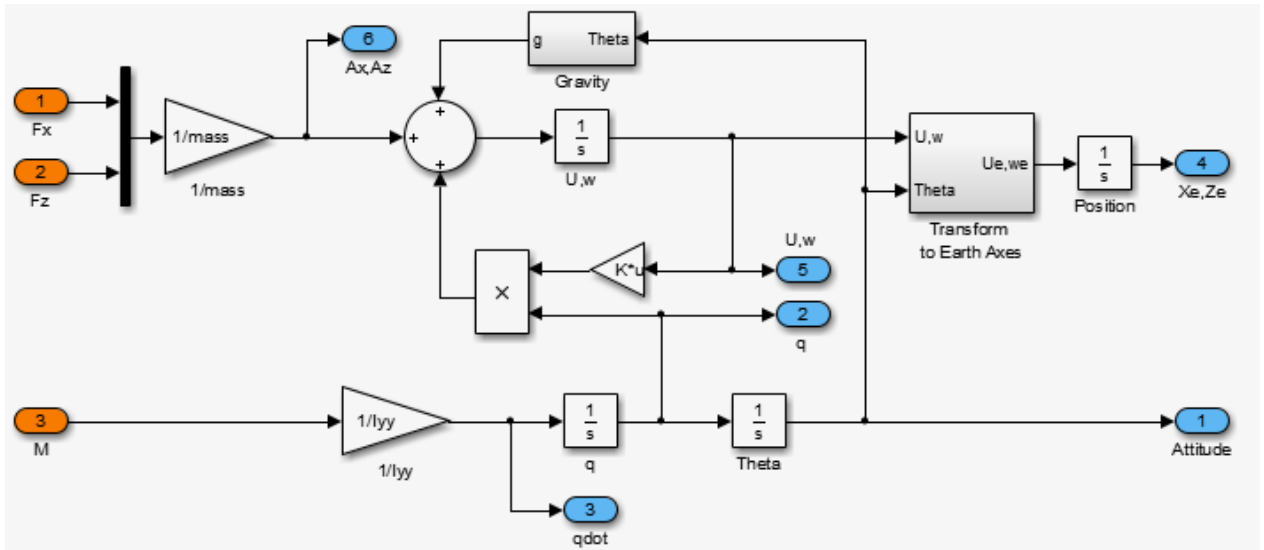 6
Ax,Az
g
Theta
Gravity
1
Fx
2
Fz
1/mass
1/mass
+
+
+
1
s
U,w
U,w
Theta
Ue,we
Transform
to Earth Axes
1
s
Position
4
Xe,Ze
K*u
U,w
5
×
2
q
3
M
1/Iyy
1/Iyy
1
s
q
1
s
Theta
1
Attitude
3
qdot